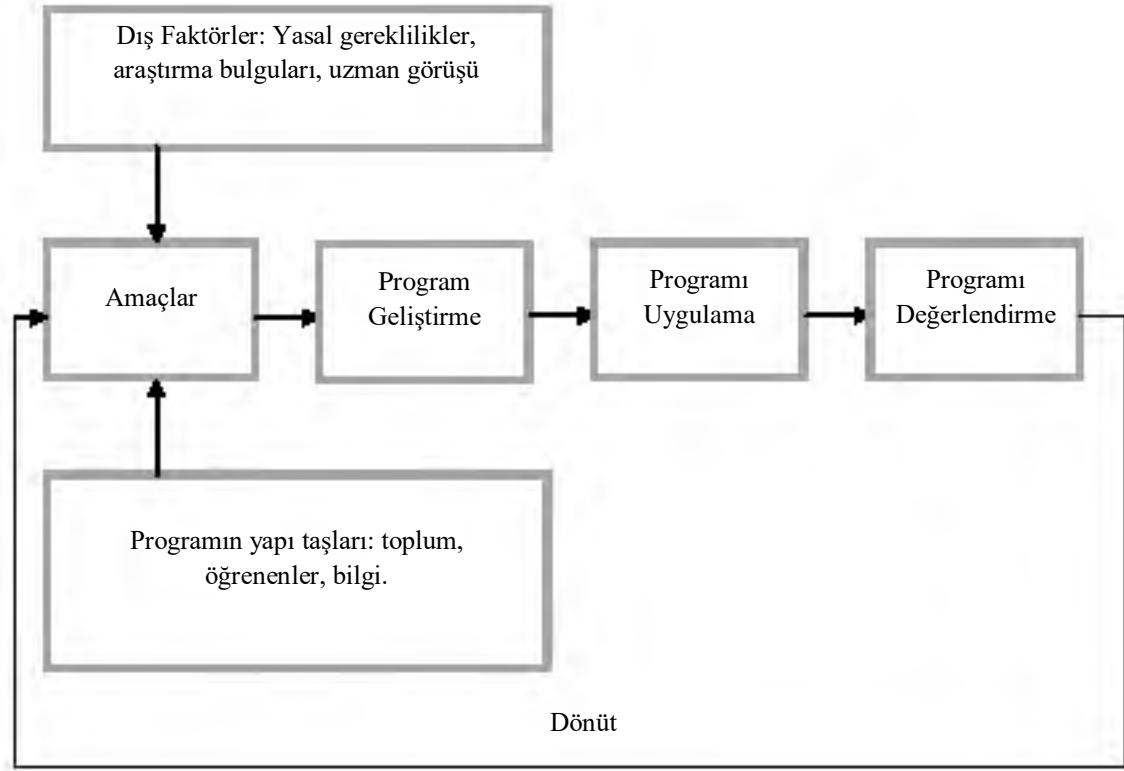 Dış Faktörler: Yasal gereklilikler,
araştırma bulguları, uzman görüşü
Amaçlar
Program
Geliştirme
Programı
Uygulama
Programı
Değerlendirme
Programın yapı taşları: toplum,
öğrenenler, bilgi.
Dönüt